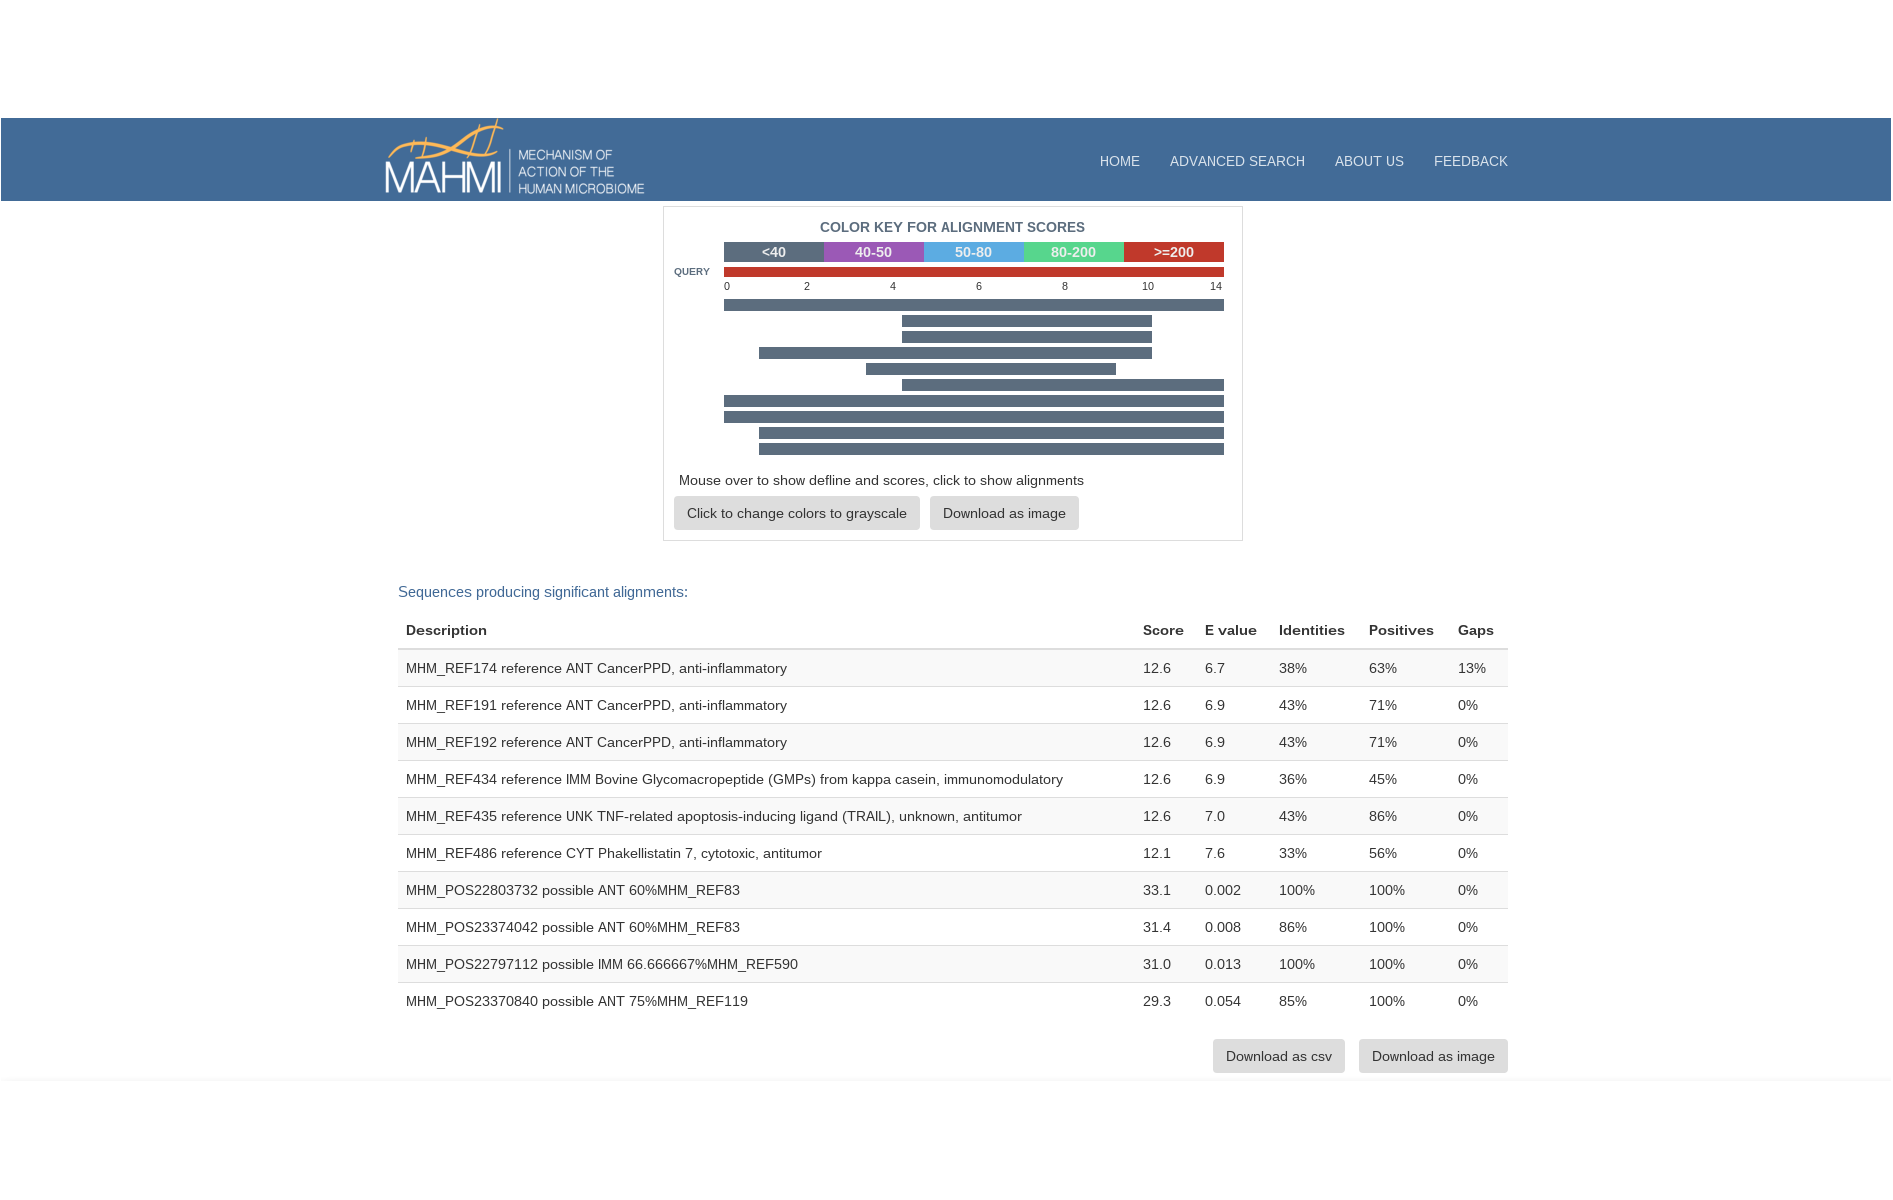 MAHMI
MECHANISM OF
ACTION OF THE
HUMAN MICROBIOME
HOME ADVANCED SEARCH ABOUT US FEEDBACK
COLOR KEY FOR ALIGNMENT SCORES
<40 40-50 50-80 80-200 >=200
QUERY
0 2 4 6 8 10 14
Mouse over to show defline and scores, click to show alignments
Click to change colors to grayscale Download as image
Sequences producing significant alignments:
Description Score E value Identities Positives Gaps
MHM_REF174 reference ANT CancerPPD, anti-inflammatory 12.6 6.7 38% 63% 13%
MHM_REF191 reference ANT CancerPPD, anti-inflammatory 12.6 6.9 43% 71% 0%
MHM_REF192 reference ANT CancerPPD, anti-inflammatory 12.6 6.9 43% 71% 0%
MHM_REF434 reference IMM Bovine Glycomacropeptide (GMPs) from kappa casein, immunomodulatory 12.6 6.9 36% 45% 0%
MHM_REF435 reference UNK TNF-related apoptosis-inducing ligand (TRAIL), unknown, antitumor 12.6 7.0 43% 86% 0%
MHM_REF486 reference CYT Phakellistatin 7, cytotoxic, antitumor 12.1 7.6 33% 56% 0%
MHM_POS22803732 possible ANT 60%MHM_REF83 33.1 0.002 100% 100% 0%
MHM_POS23374042 possible ANT 60%MHM_REF83 31.4 0.008 86% 100% 0%
MHM_POS22797112 possible IMM 66.666667%MHM_REF590 31.0 0.013 100% 100% 0%
MHM_POS23370840 possible ANT 75%MHM_REF119 29.3 0.054 85% 100% 0%
Download as csv Download as image